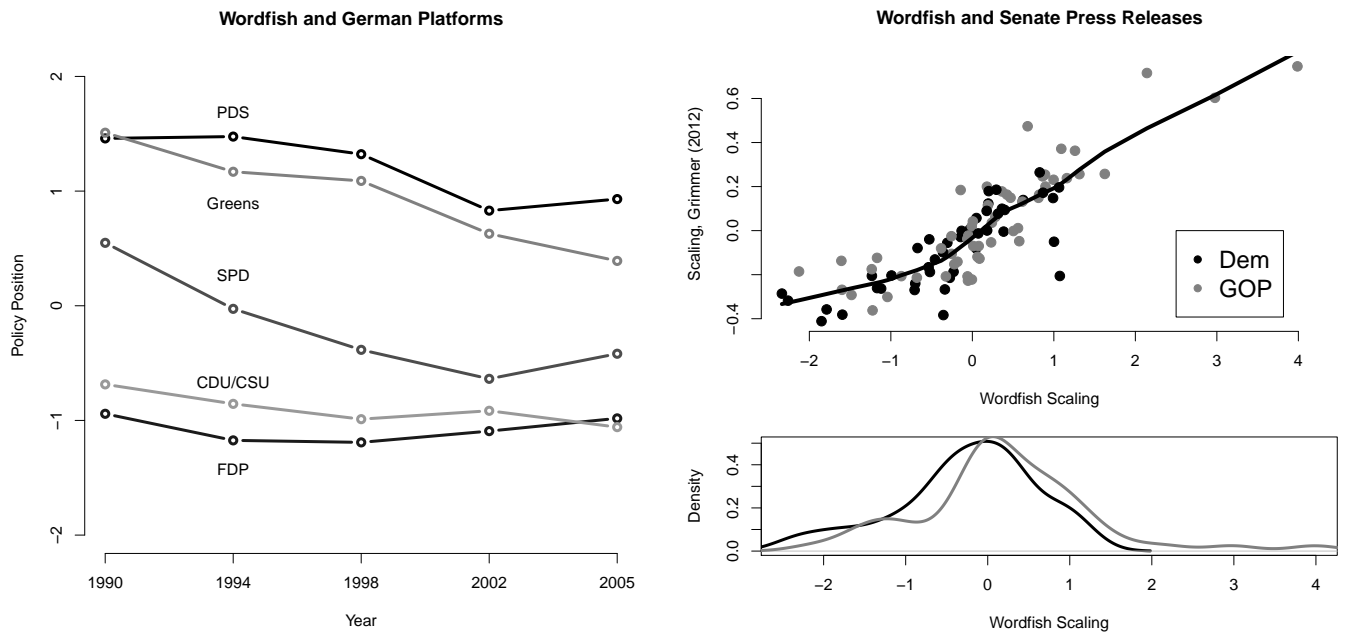 Wordfish and German Platforms
Policy Position
2
1
0
−1
−2
PDS
Greens
SPD
CDU/CSU
FDP
1990 1994 1998 2002 2005
Year
Wordfish and Senate Press Releases
Scaling, Grimmer (2012)
0.6
0.4
0.2
0.0
−0.4
Dem
GOP
−2 −1 0 1 2 3 4
Wordfish Scaling
Density
0.4
0.2
0.0
−2 −1 0 1 2 3 4
Wordfish Scaling